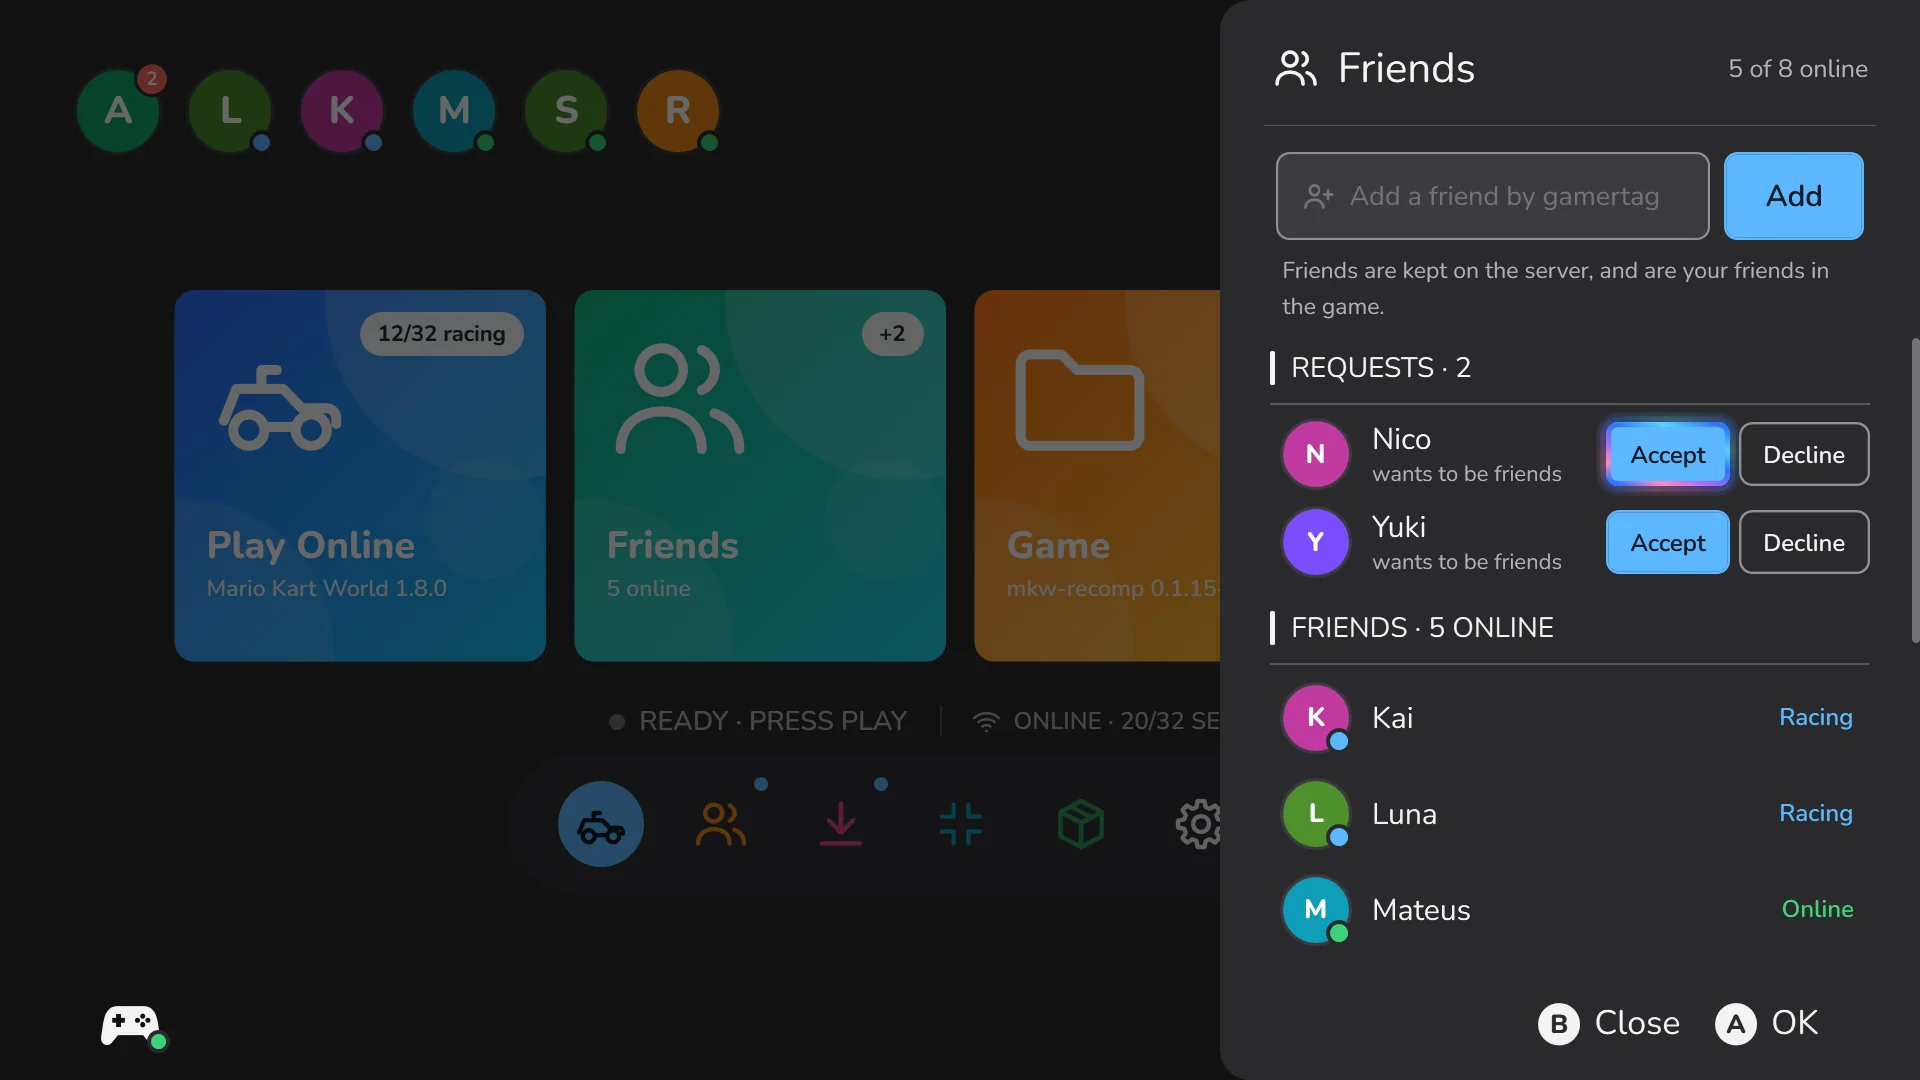 A
2
L
K
M
S
R
12/32 racing
Play Online
Mario Kart World 1.8.0
+2
Friends
5 online
Game
mkw-recomp 0.1.15-
READY · PRESS PLAY
ONLINE · 20/32 SE
Friends
5 of 8 online
Add a friend by gamertag
Add
Friends are kept on the server, and are your friends in
the game.
REQUESTS · 2
N
Nico
wants to be friends
Accept
Decline
Y
Yuki
wants to be friends
Accept
Decline
FRIENDS · 5 ONLINE
K
Kai
Racing
L
Luna
Racing
M
Mateus
Online
B Close
A OK